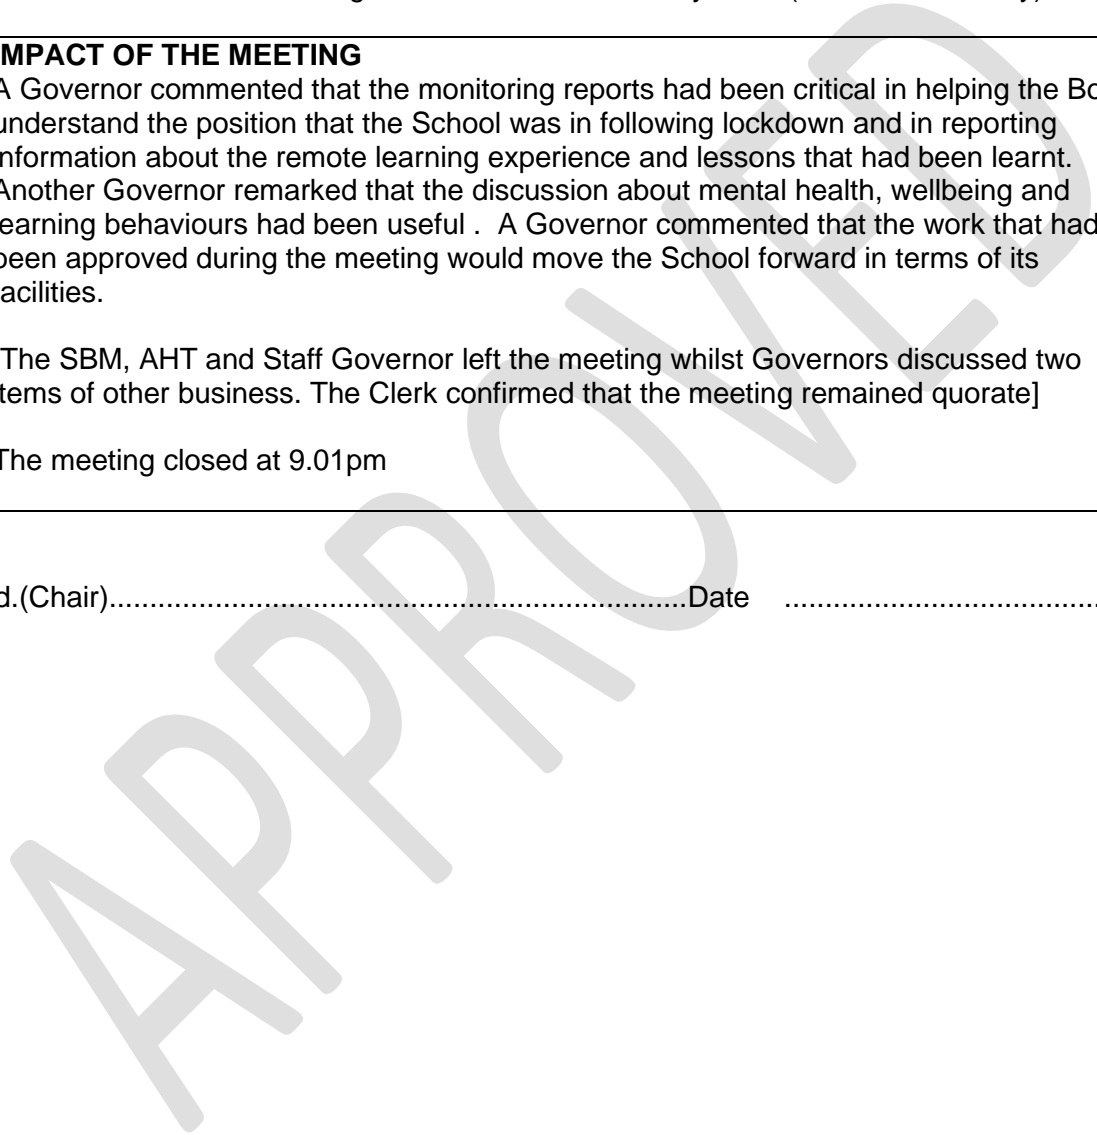 MPACT OF THE MEETING
A Governor commented that the monitoring reports had been critical in helping the Bo
understand the position that the School was in following lockdown and in reporting
nformation about the remote learning experience and lessons that had been learnt.
Another Governor remarked that the discussion about mental health, wellbeing and
earning behaviours had been useful .  A Governor commented that the work that had
been approved during the meeting would move the School forward in terms of its
acilities.
The SBM, AHT and Staff Governor left the meeting whilst Governors discussed two
tems of other business. The Clerk confirmed that the meeting remained quorate]
The meeting closed at 9.01pm
d.(Chair).......................................................................Date .......................................
APPROVED